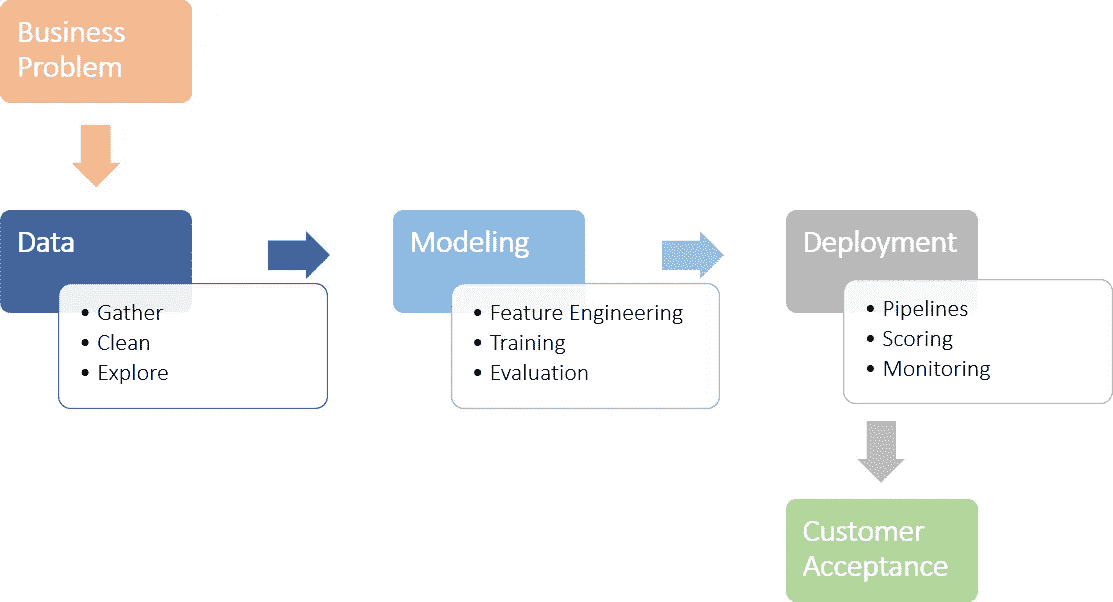 Business
Problem
Data
• Gather
• Clean
• Explore
Modeling
• Feature Engineering
• Training
• Evaluation
Deployment
• Pipelines
• Scoring
• Monitoring
Customer
Acceptance